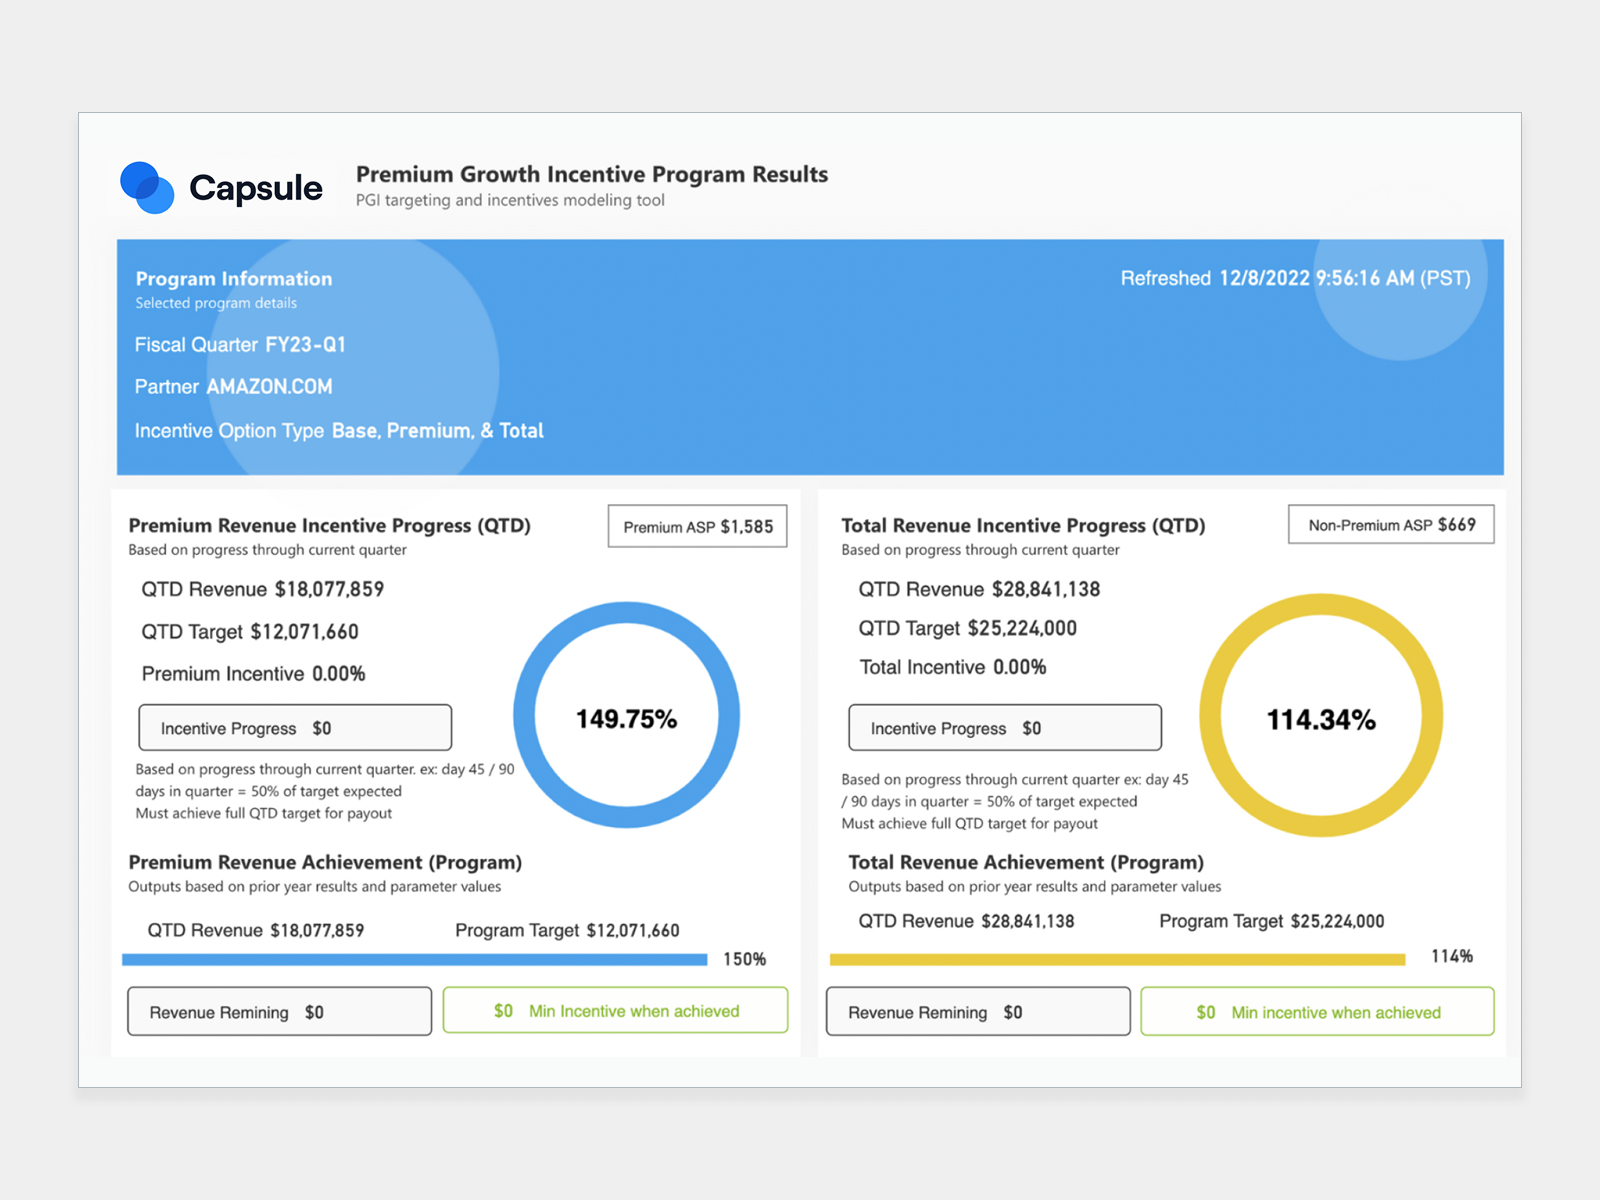 Capsule
Premium Growth Incentive Program Results
PGI targeting and incentives modeling tool
Program Information
Selected program details
Refreshed 12/8/2022 9:56:16 AM (PST)
Fiscal Quarter FY23-Q1
Partner AMAZON.COM
Incentive Option Type Base, Premium, & Total
Premium Revenue Incentive Progress (QTD)
Based on progress through current quarter
Premium ASP $1,585
QTD Revenue $18,077,859
QTD Target $12,071,660
Premium Incentive 0.00%
Incentive Progress $0
149.75%
Based on progress through current quarter. ex: day 45 / 90
days in quarter = 50% of target expected
Must achieve full QTD target for payout
Premium Revenue Achievement (Program)
Outputs based on prior year results and parameter values
QTD Revenue $18,077,859
Program Target $12,071,660
150%
Revenue Remining $0
$0 Min Incentive when achieved
Total Revenue Incentive Progress (QTD)
Based on progress through current quarter
Non-Premium ASP $669
QTD Revenue $28,841,138
QTD Target $25,224,000
Total Incentive 0.00%
Incentive Progress $0
114.34%
Based on progress through current quarter ex: day 45
/ 90 days in quarter = 50% of target expected
Must achieve full QTD target for payout
Total Revenue Achievement (Program)
Outputs based on prior year results and parameter values
QTD Revenue $28,841,138
Program Target $25,224,000
114%
Revenue Remining $0
$0 Min incentive when achieved